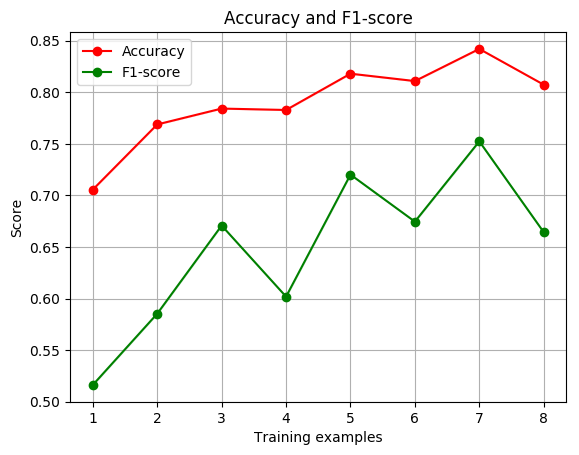 Accuracy and F1-score
Accuracy
F1-score
Score
0.85
0.80
0.75
0.70
0.65
0.60
0.55
0.50
1 2 3 4 5 6 7 8
Training examples